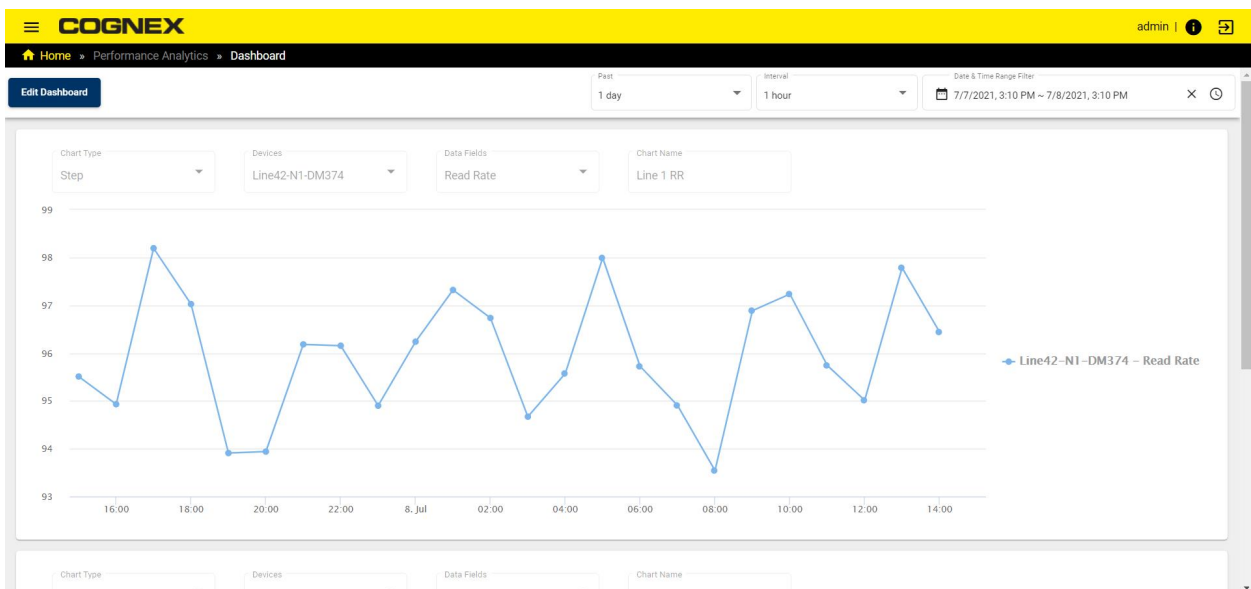 COGNEX
admin |
Home » Performance Analytics » Dashboard
Edit Dashboard
Past
1 day
Interval
1 hour
Date & Time Range Filter
7/7/2021, 3:10 PM ~ 7/8/2021, 3:10 PM
Chart Type
Step
Devices
Line42-N1-DM374
Data Fields
Read Rate
Chart Name
Line 1 RR
99
98
97
96
95
94
93
16:00 18:00 20:00 22:00 8. Jul 02:00 04:00 06:00 08:00 10:00 12:00 14:00
Line42-N1-DM374 - Read Rate
Chart Type
Devices
Data Fields
Chart Name